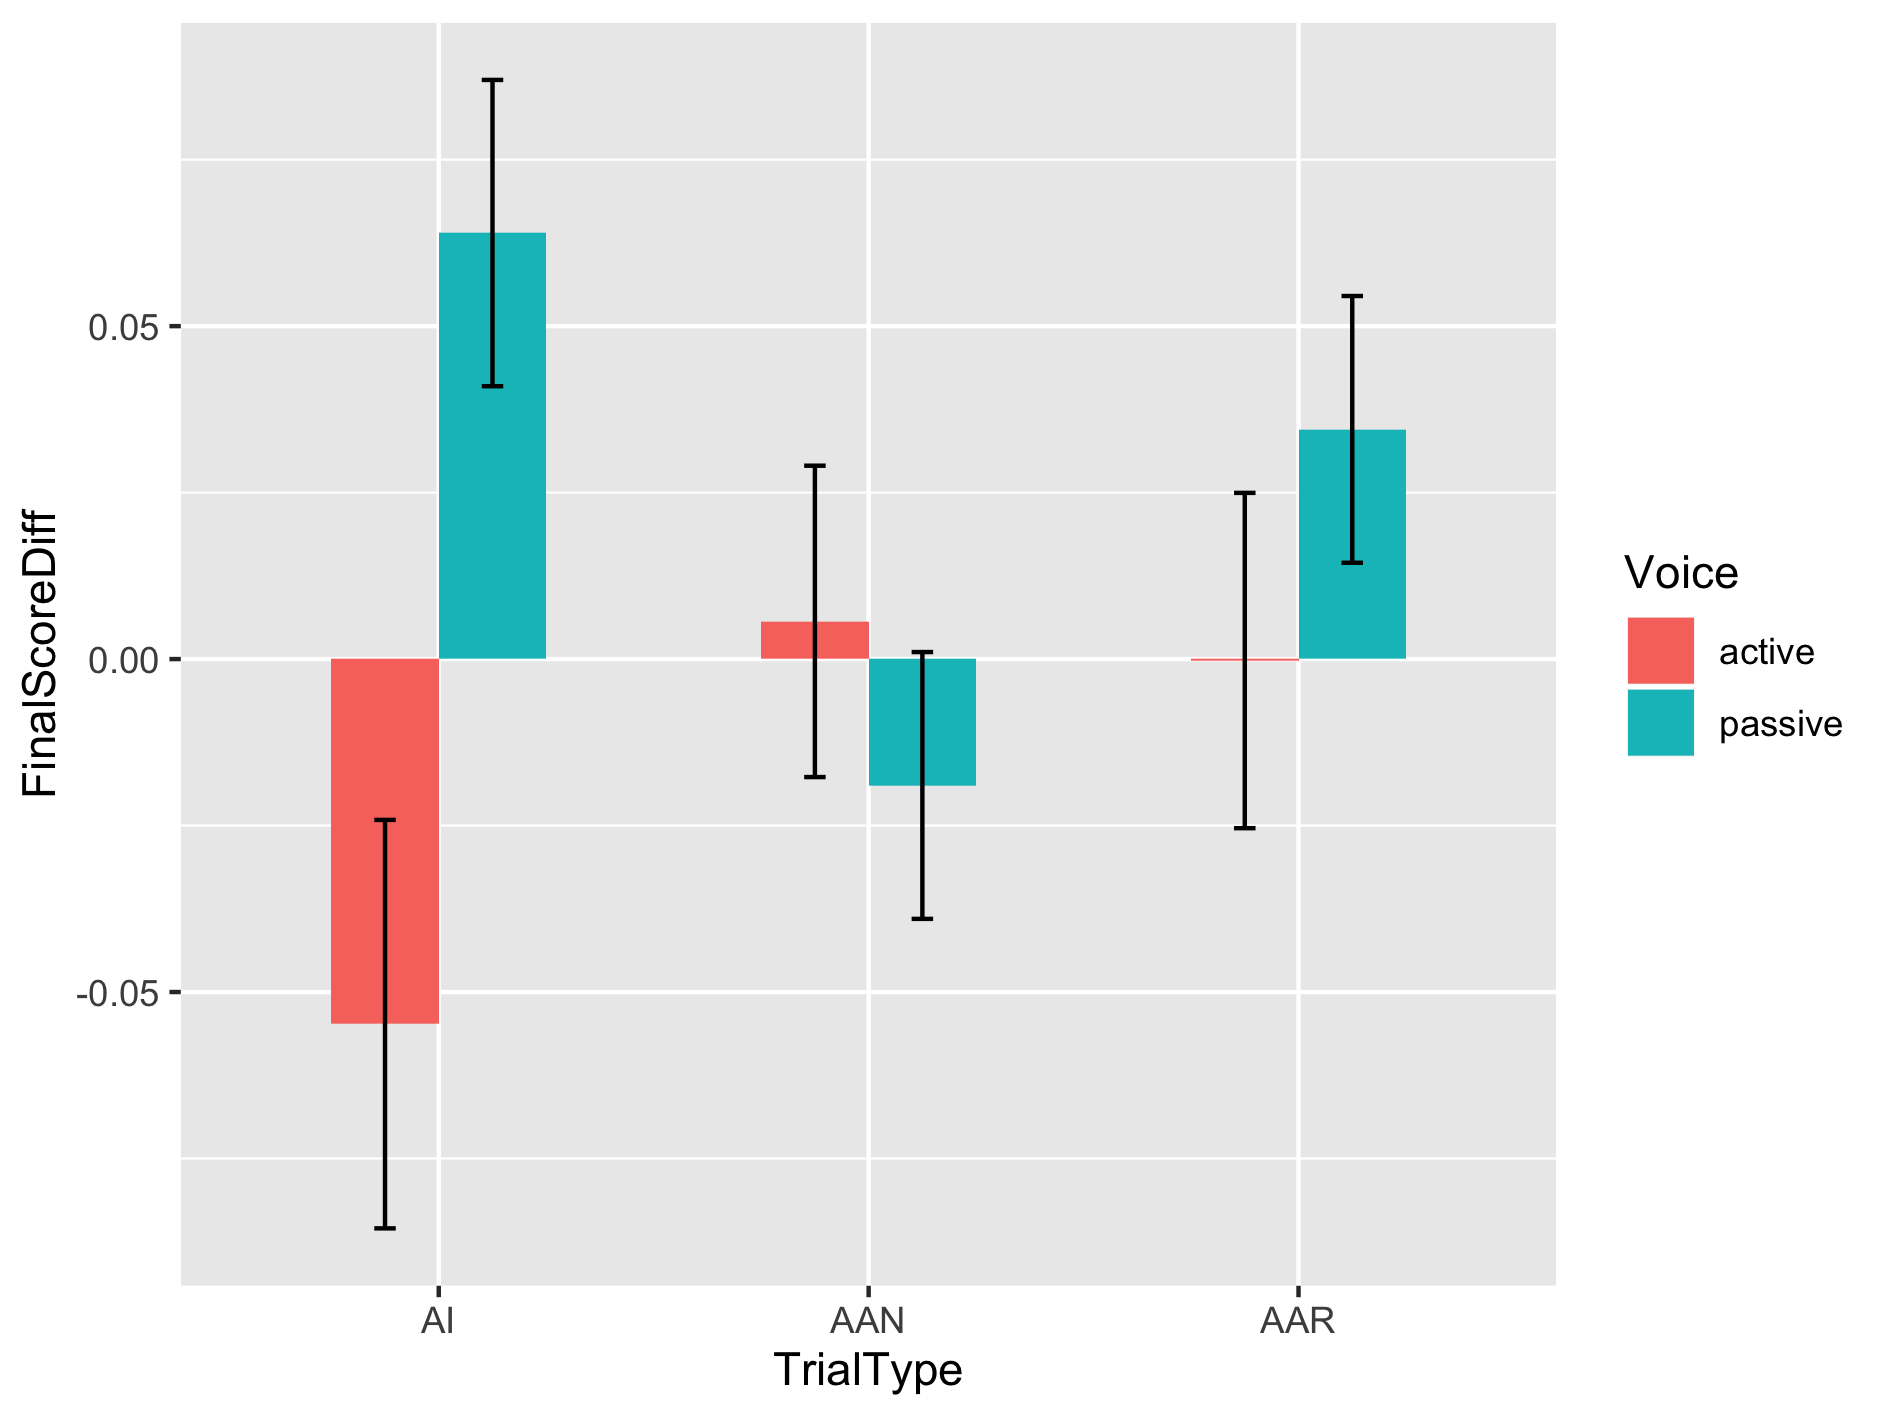 FinalScoreDiff
0.05
0.00
-0.05
AI
AAN
AAR
TrialType
Voice
active
passive